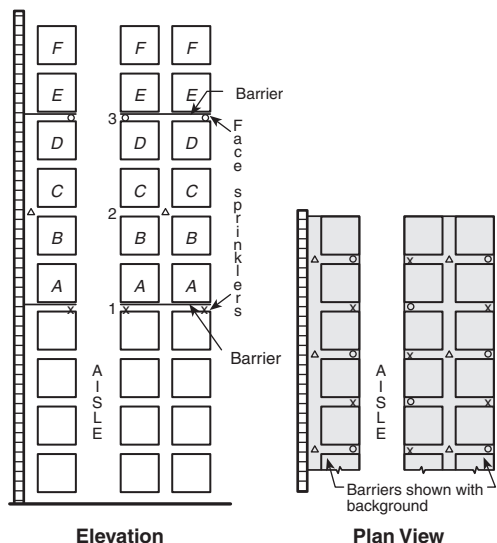 F F F
E E E
Barrier
3
D D D
Face sprinklers
C C C
2
B B B
A A A
1
Barrier
AISLE
Elevation
AISLE
Barriers shown with
background
Plan View